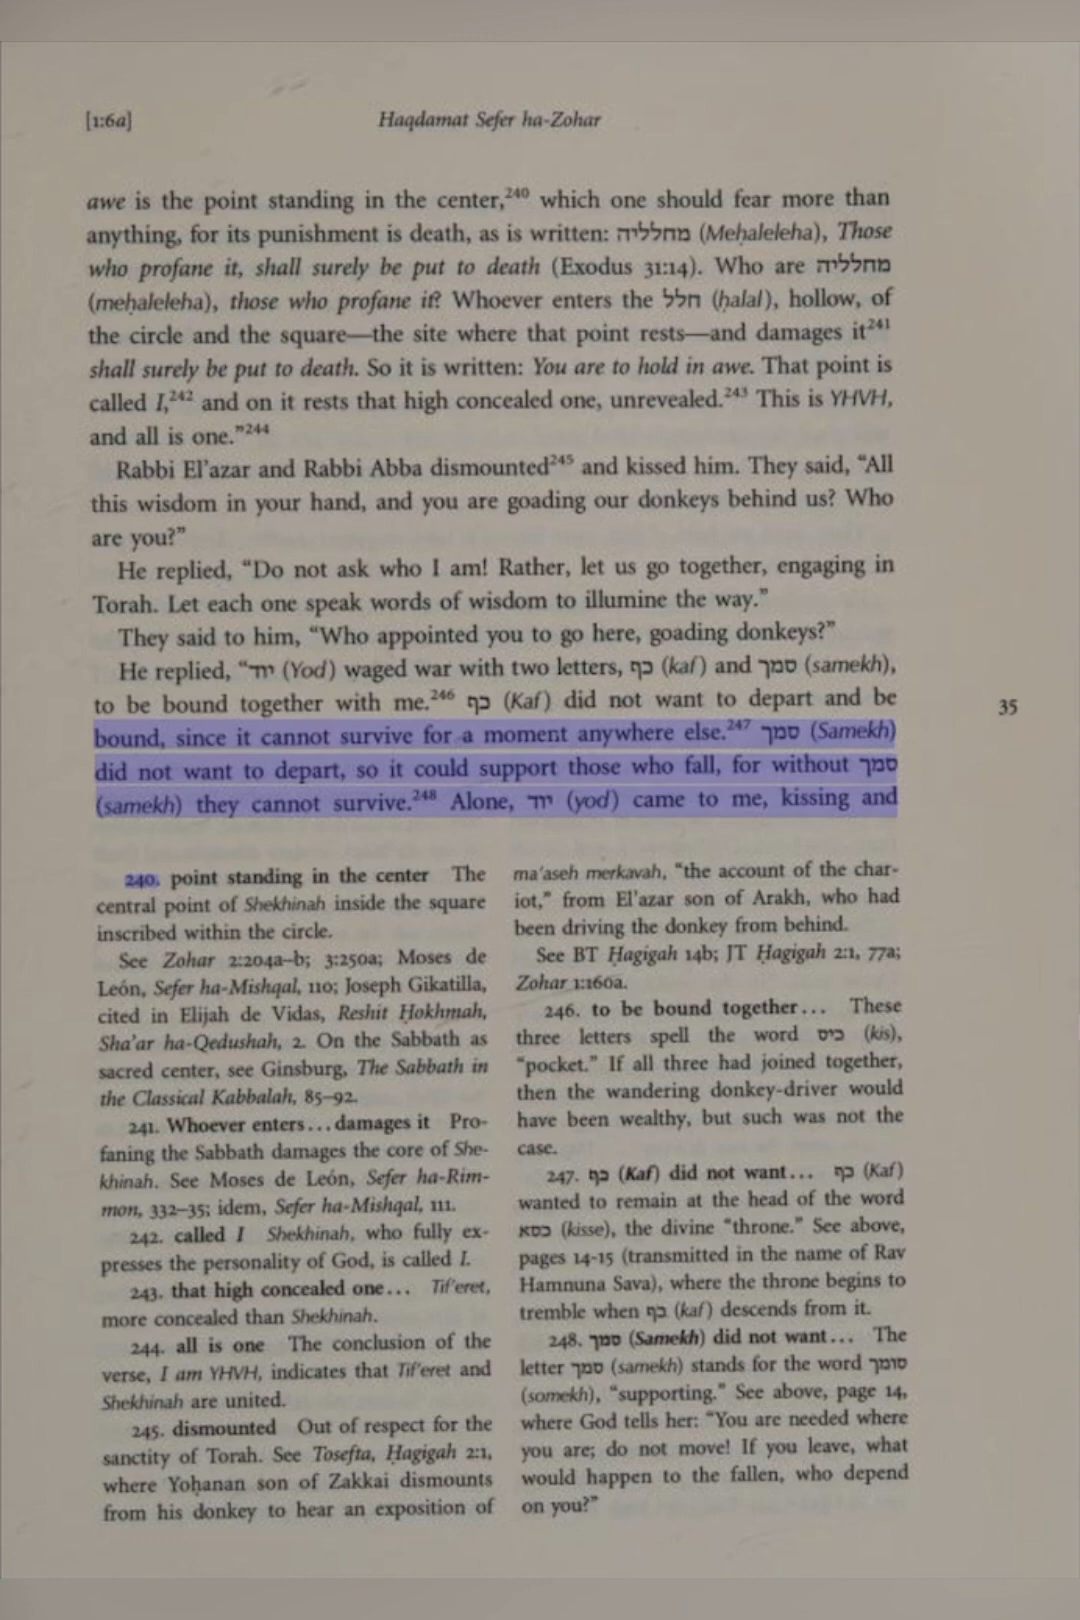 [1:6a]
Haqdamat Sefer ha-Zohar
awe is the point standing in the center,240 which one should fear more than
anything, for its punishment is death, as is written: מחלליה (Meḥaleleha), Those
who profane it, shall surely be put to death (Exodus 31:14). Who are מחלליה
(meḥaleleha), those who profane it? Whoever enters the חלל (ḥalal), hollow, of
the circle and the square—the site where that point rests—and damages it241
shall surely be put to death. So it is written: You are to hold in awe. That point is
called I,242 and on it rests that high concealed one, unrevealed.243 This is YHVH,
and all is one.”244
Rabbi El'azar and Rabbi Abba dismounted245 and kissed him. They said, “All
this wisdom in your hand, and you are goading our donkeys behind us? Who
are you?”
He replied, “Do not ask who I am! Rather, let us go together, engaging in
Torah. Let each one speak words of wisdom to illumine the way.”
They said to him, “Who appointed you to go here, goading donkeys?”
He replied, “יוד (Yod) waged war with two letters, כף (kaf) and סמך (samekh),
to be bound together with me.246 כף (Kaf) did not want to depart and be
bound, since it cannot survive for a moment anywhere else.247 סמך (Samekh)
did not want to depart, so it could support those who fall, for without סמך
(samekh) they cannot survive.248 Alone, יוד (yod) came to me, kissing and
35
240. point standing in the center The
central point of Shekhinah inside the square
inscribed within the circle.
See Zohar 2:204a–b; 3:250a; Moses de
León, Sefer ha-Mishqal, 110; Joseph Gikatilla,
cited in Elijah de Vidas, Reshit Ḥokhmah,
Sha'ar ha-Qedushah, 2. On the Sabbath as
sacred center, see Ginsburg, The Sabbath in
the Classical Kabbalah, 85–92.
241. Whoever enters...damages it Pro-
faning the Sabbath damages the core of She-
khinah. See Moses de León, Sefer ha-Rim-
mon, 332–35; idem, Sefer ha-Mishqal, 111.
242. called I Shekhinah, who fully ex-
presses the personality of God, is called I.
243. that high concealed one... Tif'eret,
more concealed than Shekhinah.
244. all is one The conclusion of the
verse, I am YHVH, indicates that Tif'eret and
Shekhinah are united.
245. dismounted Out of respect for the
sanctity of Torah. See Tosefta, Ḥagigah 2:1,
where Yoḥanan son of Zakkai dismounts
from his donkey to hear an exposition of
ma'aseh merkavah, “the account of the char-
iot,” from El'azar son of Arakh, who had
been driving the donkey from behind.
See BT Ḥagigah 14b; JT Ḥagigah 2:1, 77a;
Zohar 1:160a.
246. to be bound together... These
three letters spell the word כיס (kis),
“pocket.” If all three had joined together,
then the wandering donkey-driver would
have been wealthy, but such was not the
case.
247. כף (Kaf) did not want... כף (Kaf)
wanted to remain at the head of the word
כסא (kisse), the divine “throne.” See above,
pages 14-15 (transmitted in the name of Rav
Hamnuna Sava), where the throne begins to
tremble when כף (kaf) descends from it.
248. סמך (Samekh) did not want... The
letter סמך (samekh) stands for the word סומך
(somekh), “supporting.” See above, page 14,
where God tells her: “You are needed where
you are; do not move! If you leave, what
would happen to the fallen, who depend
on you?”